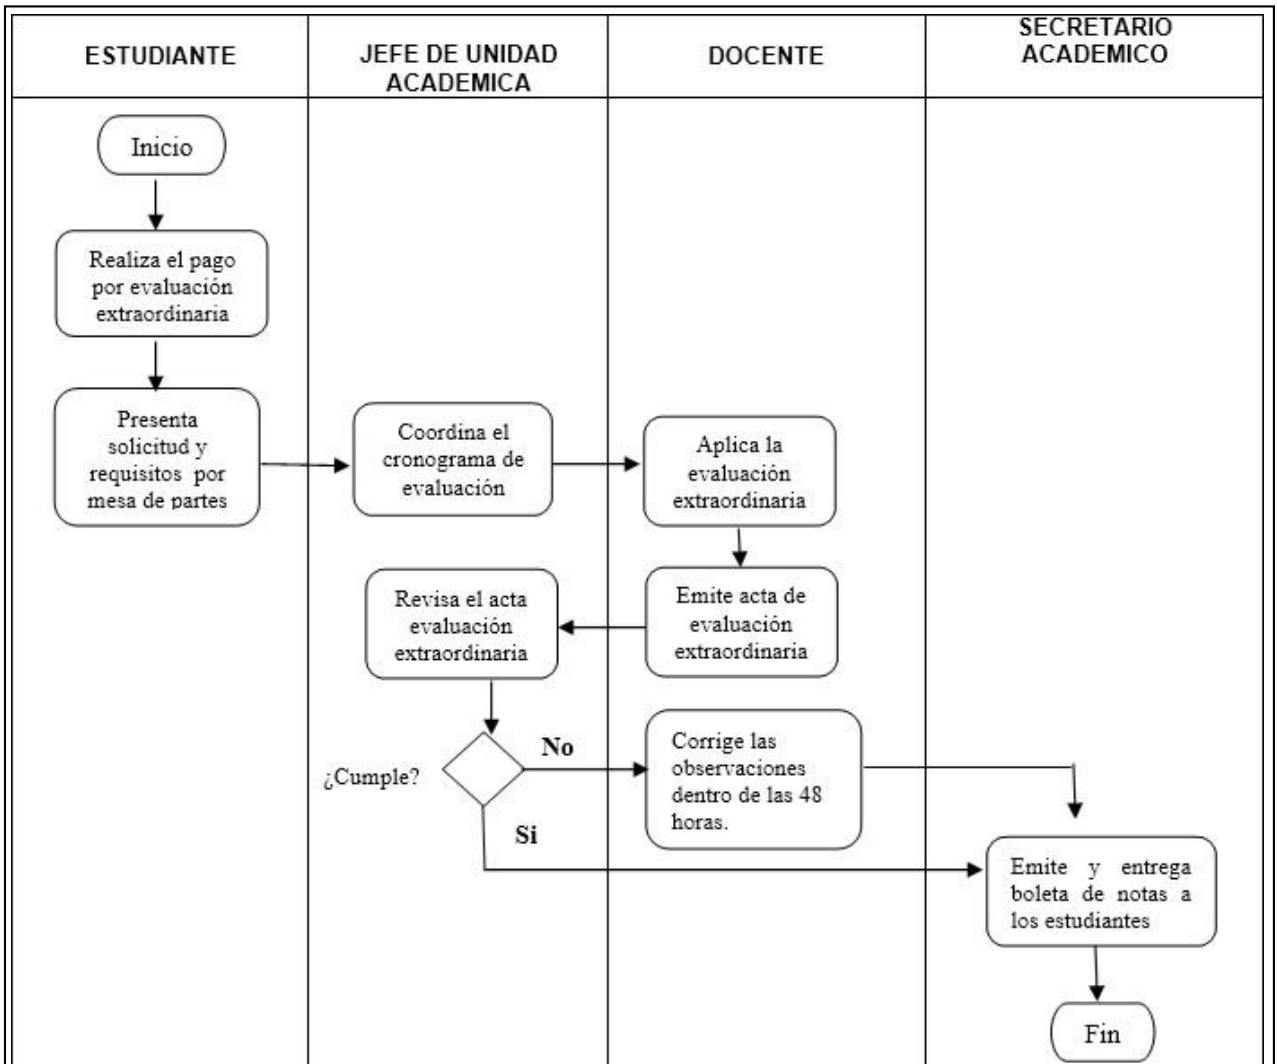 ESTUDIANTE
JEFE DE UNIDAD
ACADEMICA
DOCENTE
SECRETARIO
ACADEMICO
Inicio
Realiza el pago
por evaluación
extraordinaria
Presenta
solicitud y
requisitos por
mesa de partes
Coordina el
cronograma de
evaluación
Aplica la
evaluación
extraordinaria
Revisa el acta
evaluación
extraordinaria
Emite acta de
evaluación
extraordinaria
¿Cumple?
No
Si
Corrige las
observaciones
dentro de las 48
horas.
Emite y entrega
boleta de notas a
los estudiantes
Fin